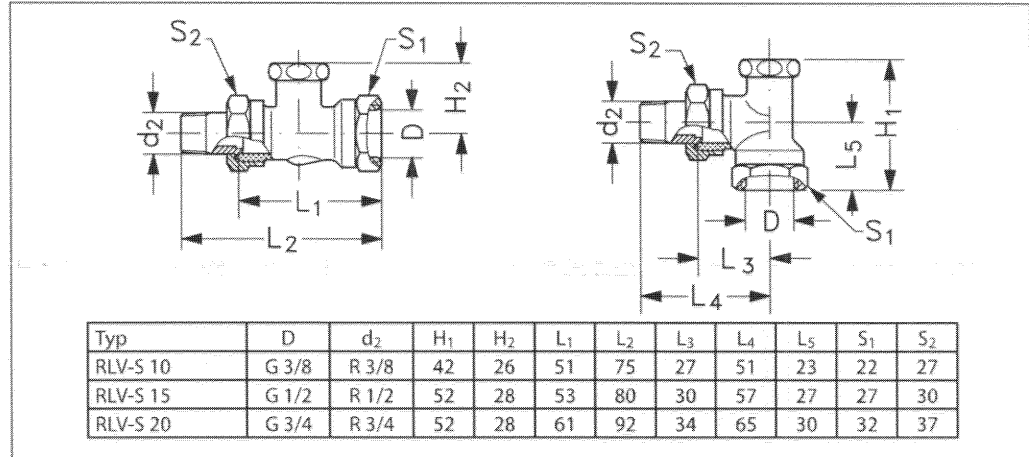 S2 S1 H2 d2 D L1 L2
S2 d2 H1 L5 D S1 L3 L4
Typ D d2 H1 H2 L1 L2 L3 L4 L5 S1 S2
RLV-S 10 G 3/8 R 3/8 42 26 51 75 27 51 23 22 27
RLV-S 15 G 1/2 R 1/2 52 28 53 80 30 57 27 27 30
RLV-S 20 G 3/4 R 3/4 52 28 61 92 34 65 30 32 37